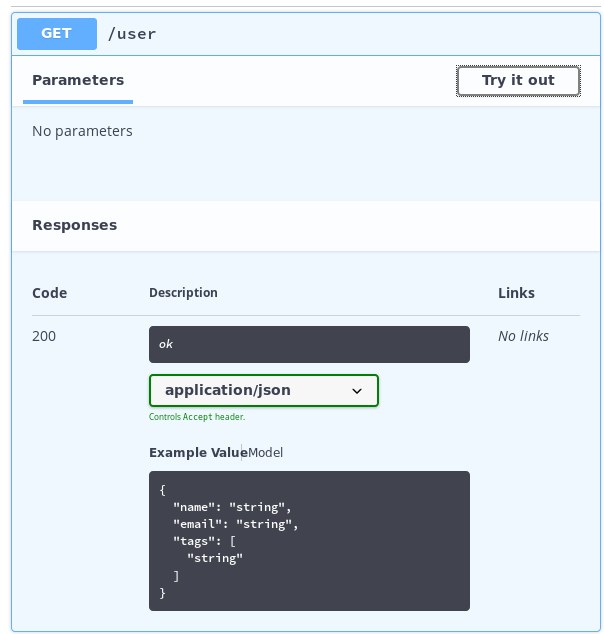 GET /user
Parameters Try it out
No parameters
Responses
Code Description Links
200 ok No links
application/json
Controls Accept header.
Example Value Model
{
  "name": "string",
  "email": "string",
  "tags": [
    "string"
  ]
}